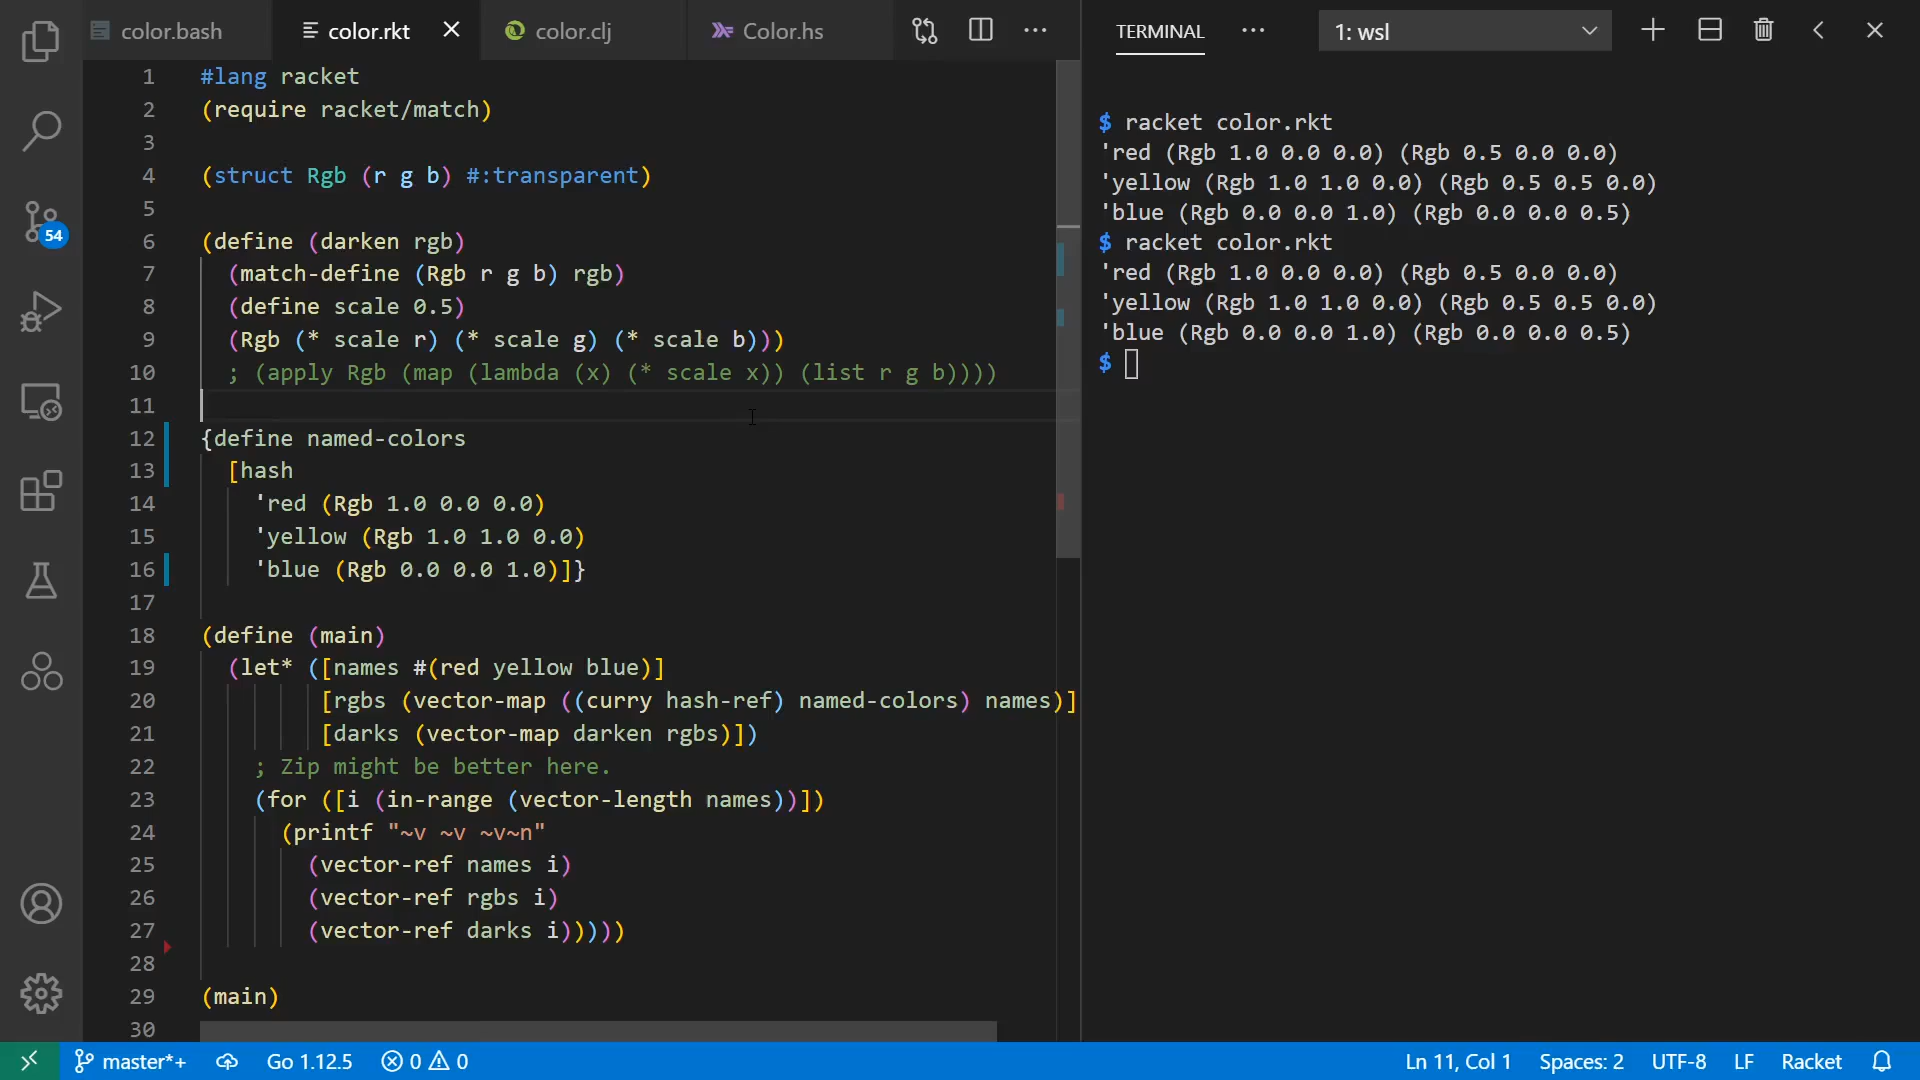 color.bash
color.rkt
color.clj
Color.hs
TERMINAL
1: wsl
54
1 #lang racket
2 (require racket/match)
3
4 (struct Rgb (r g b) #:transparent)
5
6 (define (darken rgb)
7 (match-define (Rgb r g b) rgb)
8 (define scale 0.5)
9 (Rgb (* scale r) (* scale g) (* scale b)))
10 ; (apply Rgb (map (lambda (x) (* scale x)) (list r g b))))
11
12 {define named-colors
13 [hash
14 'red (Rgb 1.0 0.0 0.0)
15 'yellow (Rgb 1.0 1.0 0.0)
16 'blue (Rgb 0.0 0.0 1.0)]}
17
18 (define (main)
19 (let* ([names #(red yellow blue)]
20 [rgbs (vector-map ((curry hash-ref) named-colors) names)]
21 [darks (vector-map darken rgbs)])
22 ; Zip might be better here.
23 (for ([i (in-range (vector-length names))])
24 (printf "~v ~v ~v~n"
25 (vector-ref names i)
26 (vector-ref rgbs i)
27 (vector-ref darks i)))))
28
29 (main)
30
$ racket color.rkt
'red (Rgb 1.0 0.0 0.0) (Rgb 0.5 0.0 0.0)
'yellow (Rgb 1.0 1.0 0.0) (Rgb 0.5 0.5 0.0)
'blue (Rgb 0.0 0.0 1.0) (Rgb 0.0 0.0 0.5)
$ racket color.rkt
'red (Rgb 1.0 0.0 0.0) (Rgb 0.5 0.0 0.0)
'yellow (Rgb 1.0 1.0 0.0) (Rgb 0.5 0.5 0.0)
'blue (Rgb 0.0 0.0 1.0) (Rgb 0.0 0.0 0.5)
$
master*+ Go 1.12.5 0 0 Ln 11, Col 1 Spaces: 2 UTF-8 LF Racket